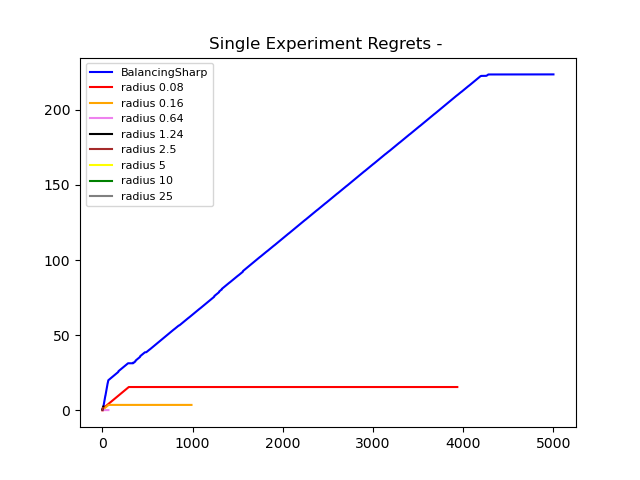 Single Experiment Regrets -
BalancingSharp
radius 0.08
radius 0.16
radius 0.64
radius 1.24
radius 2.5
radius 5
radius 10
radius 25
200
150
100
50
0
0 1000 2000 3000 4000 5000